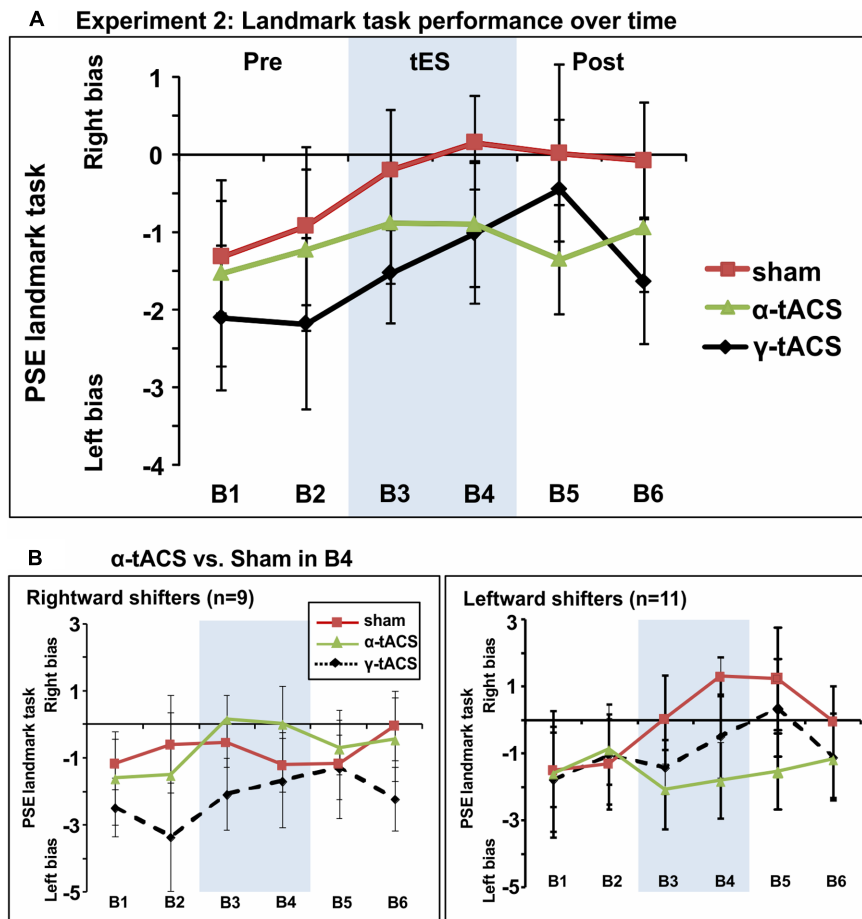 A Experiment 2: Landmark task performance over time
Pre tES Post
PSE landmark task
Right bias
Left bias
1
0
-1
-2
-3
-4
B1 B2 B3 B4 B5 B6
sham
α-tACS
γ-tACS
B α-tACS vs. Sham in B4
Rightward shifters (n=9)
sham
α-tACS
γ-tACS
PSE landmark task
Right bias
Left bias
3
1
-1
-3
-5
B1 B2 B3 B4 B5 B6
Leftward shifters (n=11)
PSE landmark task
Right bias
Left bias
3
1
-1
-3
-5
B1 B2 B3 B4 B5 B6